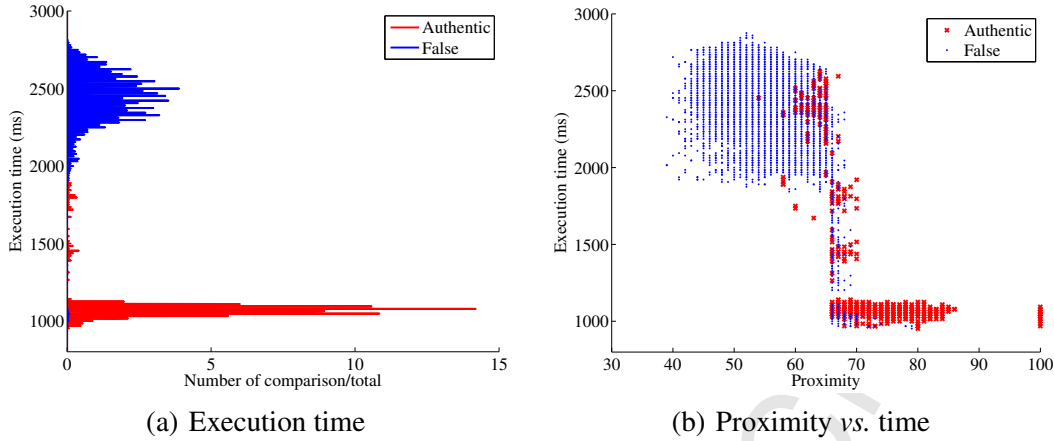 3000
2500
2000
1500
1000
Execution time (ms)
0
5
10
15
Number of comparison/total
Authentic
False
(a) Execution time
3000
2500
2000
1500
1000
Execution time (ms)
30
40
50
60
70
80
90
100
Proximity
Authentic
False
(b) Proximity vs. time